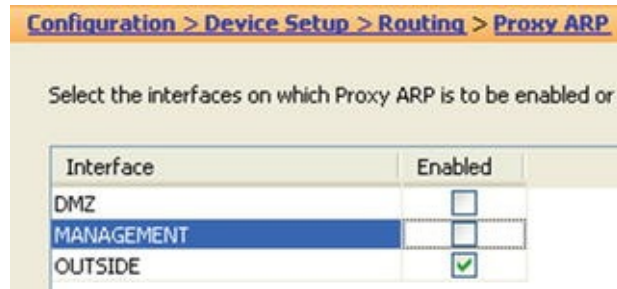 Configuration > Device Setup > Routing > Proxy ARP
Select the interfaces on which Proxy ARP is to be enabled or
Interface Enabled
DMZ
MANAGEMENT
OUTSIDE